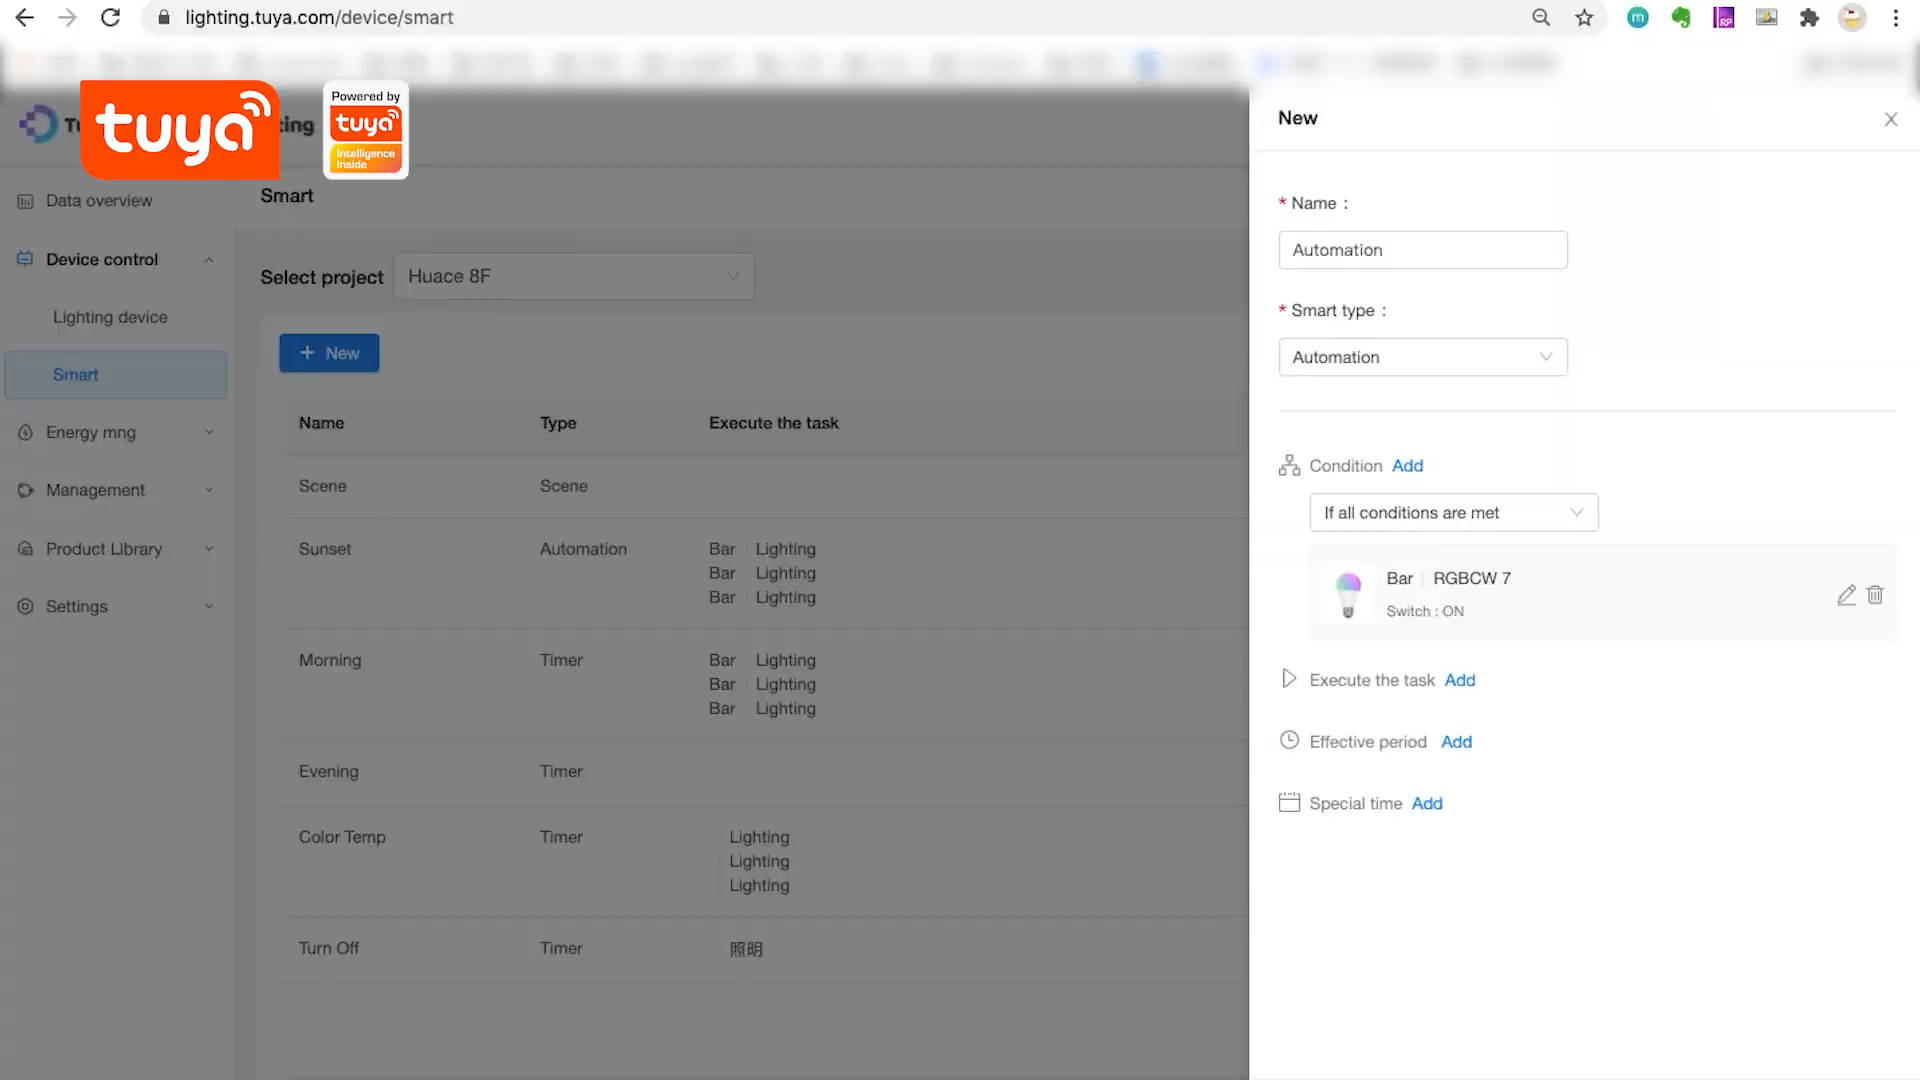 lighting.tuya.com/device/smart
tuya
Powered by
tuya
Intelligence
Inside
New
Name :
Automation
Smart type :
Automation
Condition Add
If all conditions are met
Bar RGBCW 7
Switch : ON
Execute the task Add
Effective period Add
Special time Add
Data overview
Device control
Lighting device
Smart
Energy mng
Management
Product Library
Settings
Smart
Select project Huace 8F
+ New
Name Type Execute the task
Scene Scene
Sunset Automation Bar Lighting
Bar Lighting
Bar Lighting
Morning Timer Bar Lighting
Bar Lighting
Bar Lighting
Evening Timer
Color Temp Timer Lighting
Lighting
Lighting
Turn Off Timer 照明